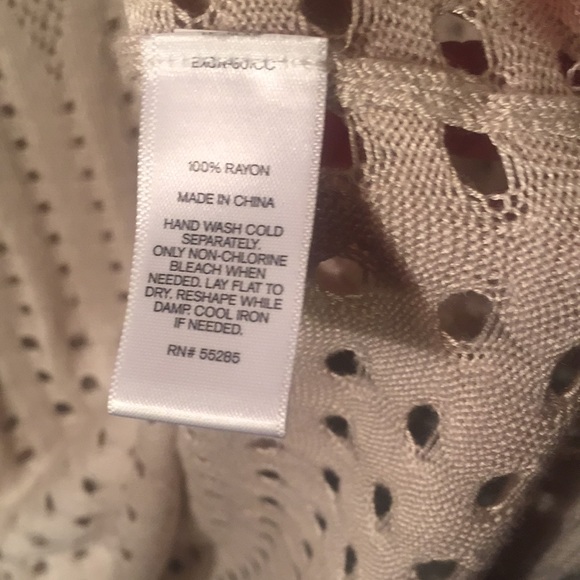 100% RAYON
MADE IN CHINA
HAND WASH COLD
SEPARATELY.
ONLY NON-CHLORINE
BLEACH WHEN
NEEDED. LAY FLAT TO
DRY. RESHAPE WHILE
DAMP. COOL IRON
IF NEEDED.
RN# 55285